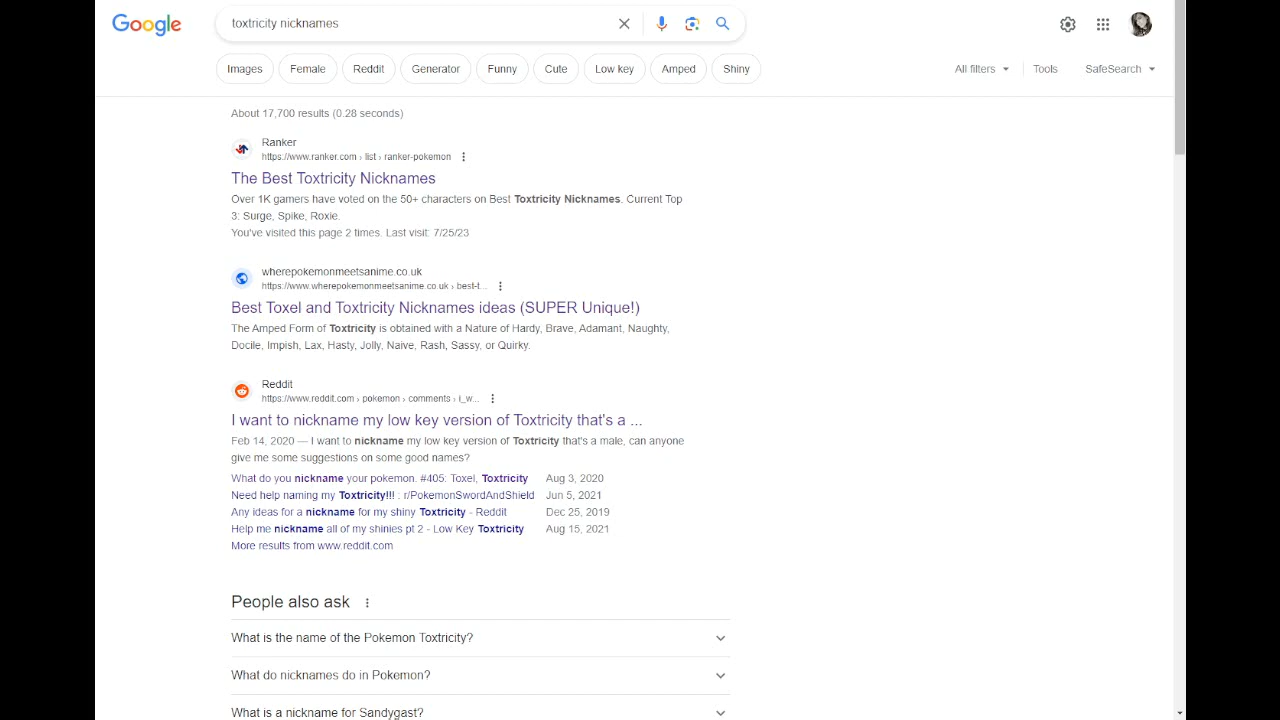 Google
toxtricity nicknames
Images Female Reddit Generator Funny Cute Low key Amped Shiny All filters Tools SafeSearch
About 17,700 results (0.28 seconds)
Ranker
https://www.ranker.com › list › ranker-pokemon
The Best Toxtricity Nicknames
Over 1K gamers have voted on the 50+ characters on Best Toxtricity Nicknames. Current Top
3: Surge, Spike, Roxie.
You've visited this page 2 times. Last visit: 7/25/23
wherepokemonmeetsanime.co.uk
https://www.wherepokemonmeetsanime.co.uk › best-t...
Best Toxel and Toxtricity Nicknames ideas (SUPER Unique!)
The Amped Form of Toxtricity is obtained with a Nature of Hardy, Brave, Adamant, Naughty,
Docile, Impish, Lax, Hasty, Jolly, Naive, Rash, Sassy, or Quirky.
Reddit
https://www.reddit.com › pokemon › comments › i_w...
I want to nickname my low key version of Toxtricity that's a ...
Feb 14, 2020 — I want to nickname my low key version of Toxtricity that's a male, can anyone
give me some suggestions on some good names?
What do you nickname your pokemon. #405: Toxel, Toxtricity Aug 3, 2020
Need help naming my Toxtricity!!! : r/PokemonSwordAndShield Jun 5, 2021
Any ideas for a nickname for my shiny Toxtricity - Reddit Dec 25, 2019
Help me nickname all of my shinies pt 2 - Low Key Toxtricity Aug 15, 2021
More results from www.reddit.com
People also ask
What is the name of the Pokemon Toxtricity?
What do nicknames do in Pokemon?
What is a nickname for Sandygast?